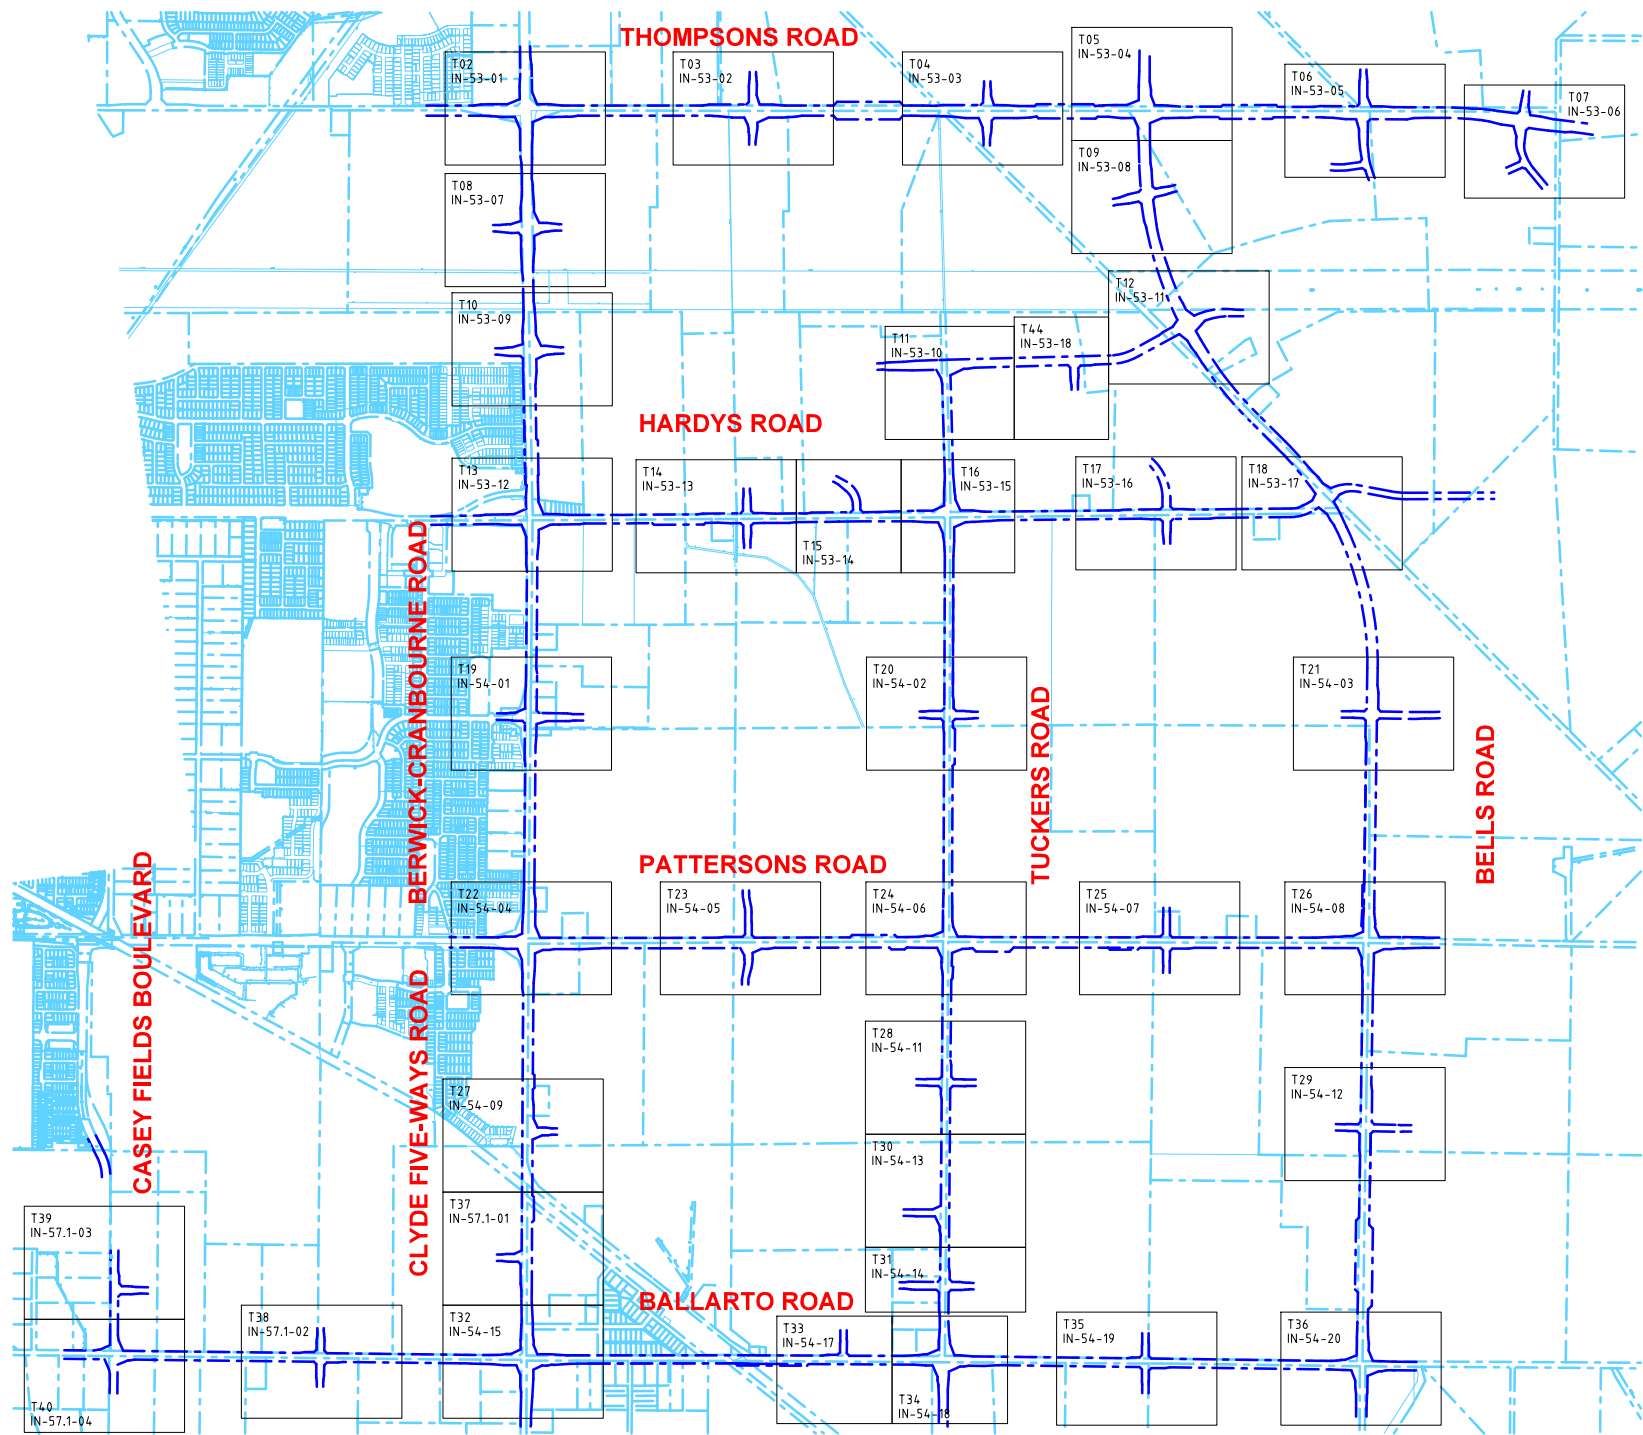 THOMPSONS ROAD
T02
IN-53-01
T03
IN-53-02
T04
IN-53-03
T05
IN-53-04
T06
IN-53-05
T07
IN-53-06
T08
IN-53-07
T09
IN-53-08
T10
IN-53-09
T11
IN-53-10
T44
IN-53-18
T12
IN-53-11
HARDYS ROAD
T13
IN-53-12
T14
IN-53-13
T15
IN-53-14
T16
IN-53-15
T17
IN-53-16
T18
IN-53-17
BERWICK-CRANBOURNE ROAD
T19
IN-54-01
T20
IN-54-02
TUCKERS ROAD
T21
IN-54-03
BELLS ROAD
PATTERSONS ROAD
T22
IN-54-04
T23
IN-54-05
T24
IN-54-06
T25
IN-54-07
T26
IN-54-08
CASEY FIELDS BOULEVARD
CLYDE FIVE-WAYS ROAD
T27
IN-54-09
T28
IN-54-11
T29
IN-54-12
T30
IN-54-13
T37
IN-57.1-01
T39
IN-57.1-03
T31
IN-54-14
BALLARTO ROAD
T38
IN-57.1-02
T32
IN-54-15
T33
IN-54-17
T34
IN-54-18
T35
IN-54-19
T36
IN-54-20
T40
IN-57.1-04